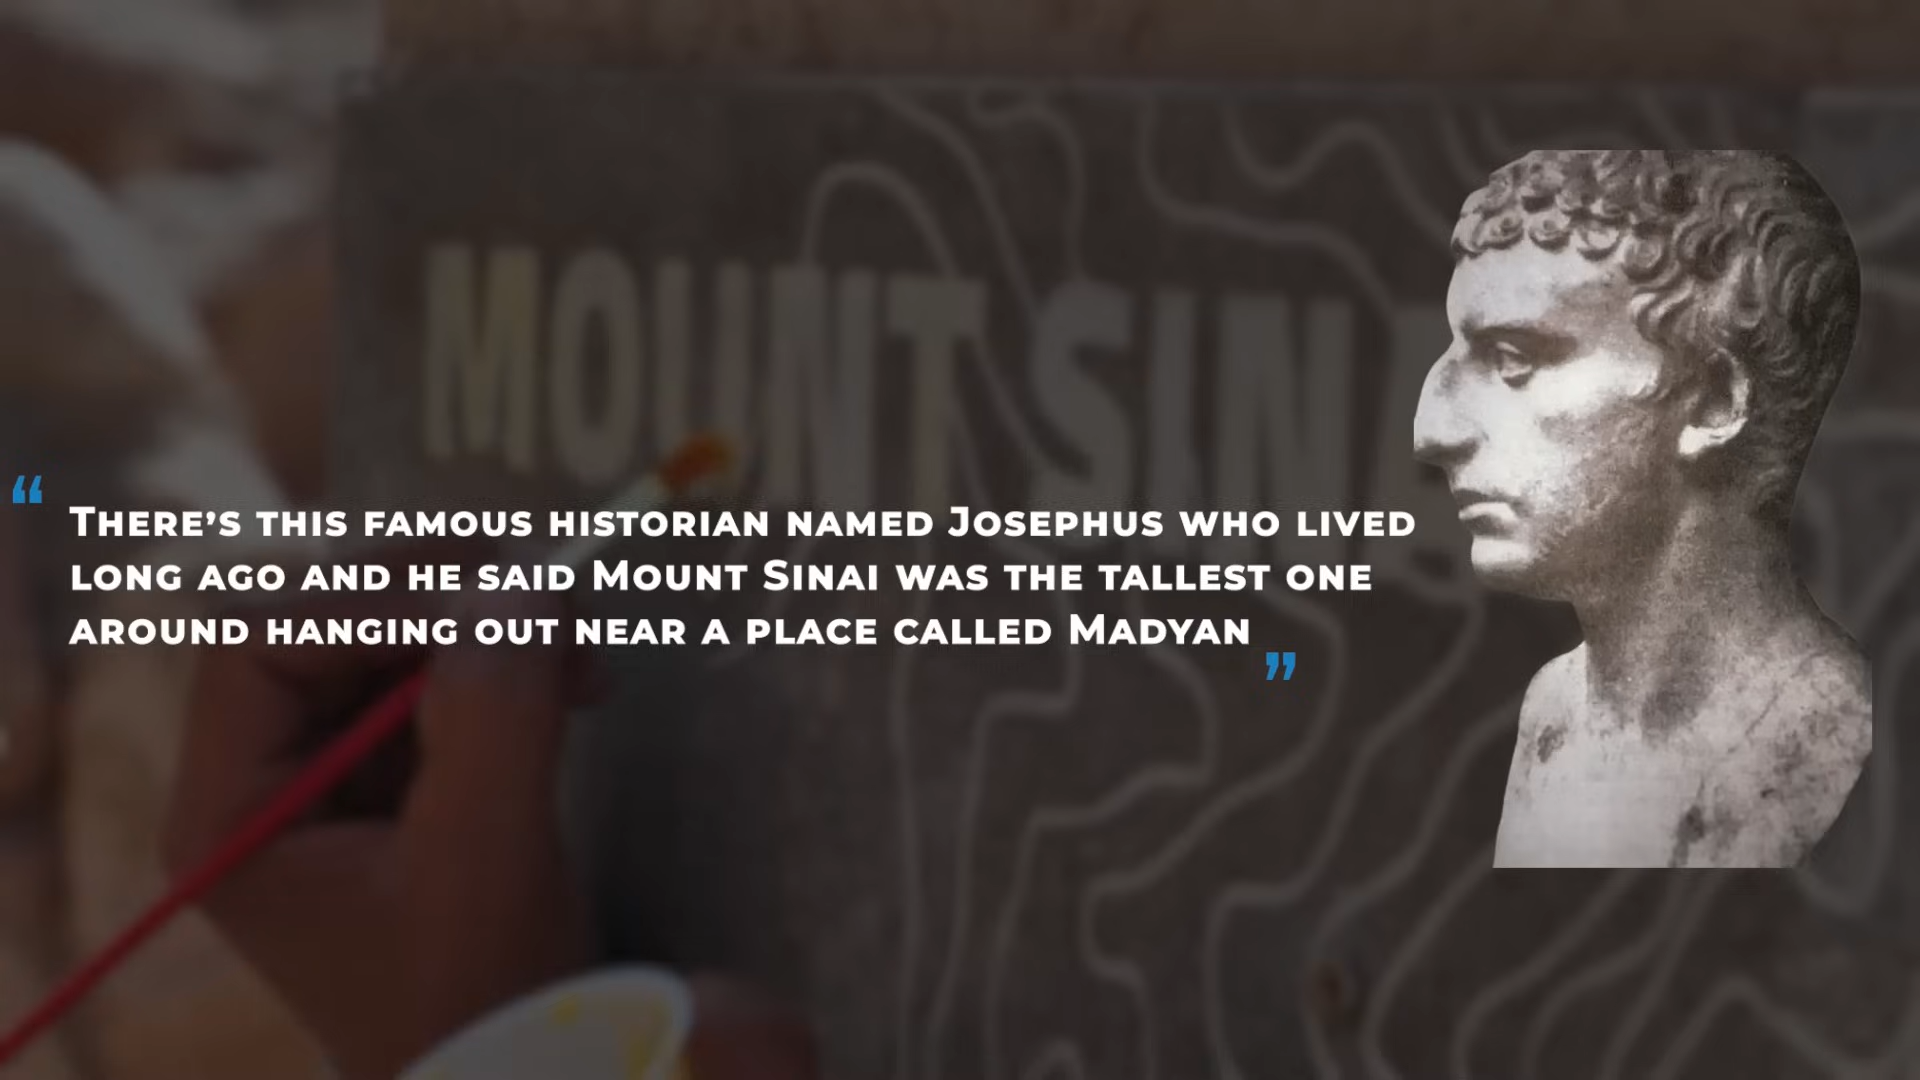 MOUNT SINA
“There’s this famous historian named Josephus who lived
long ago and he said Mount Sinai was the tallest one
around hanging out near a place called Madyan”